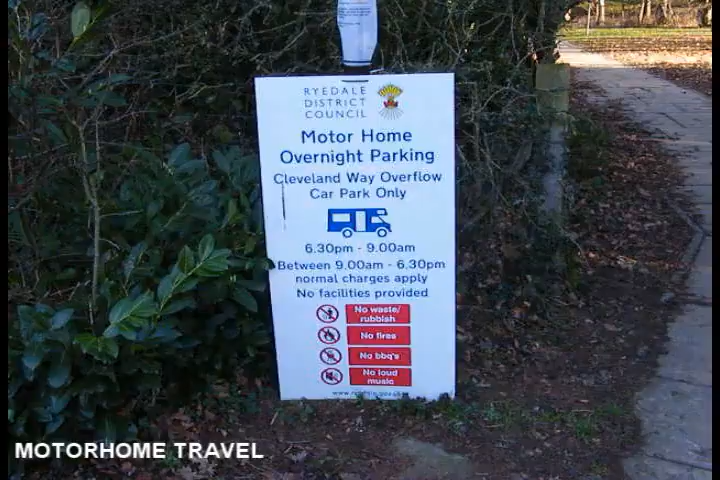 RYEDALE
DISTRICT
COUNCIL
Motor Home
Overnight Parking
Cleveland Way Overflow
Car Park Only
6.30pm - 9.00am
Between 9.00am - 6.30pm
normal charges apply
No facilities provided
No waste/
rubbish
No fires
No bbq's
No loud
music
MOTORHOME TRAVEL